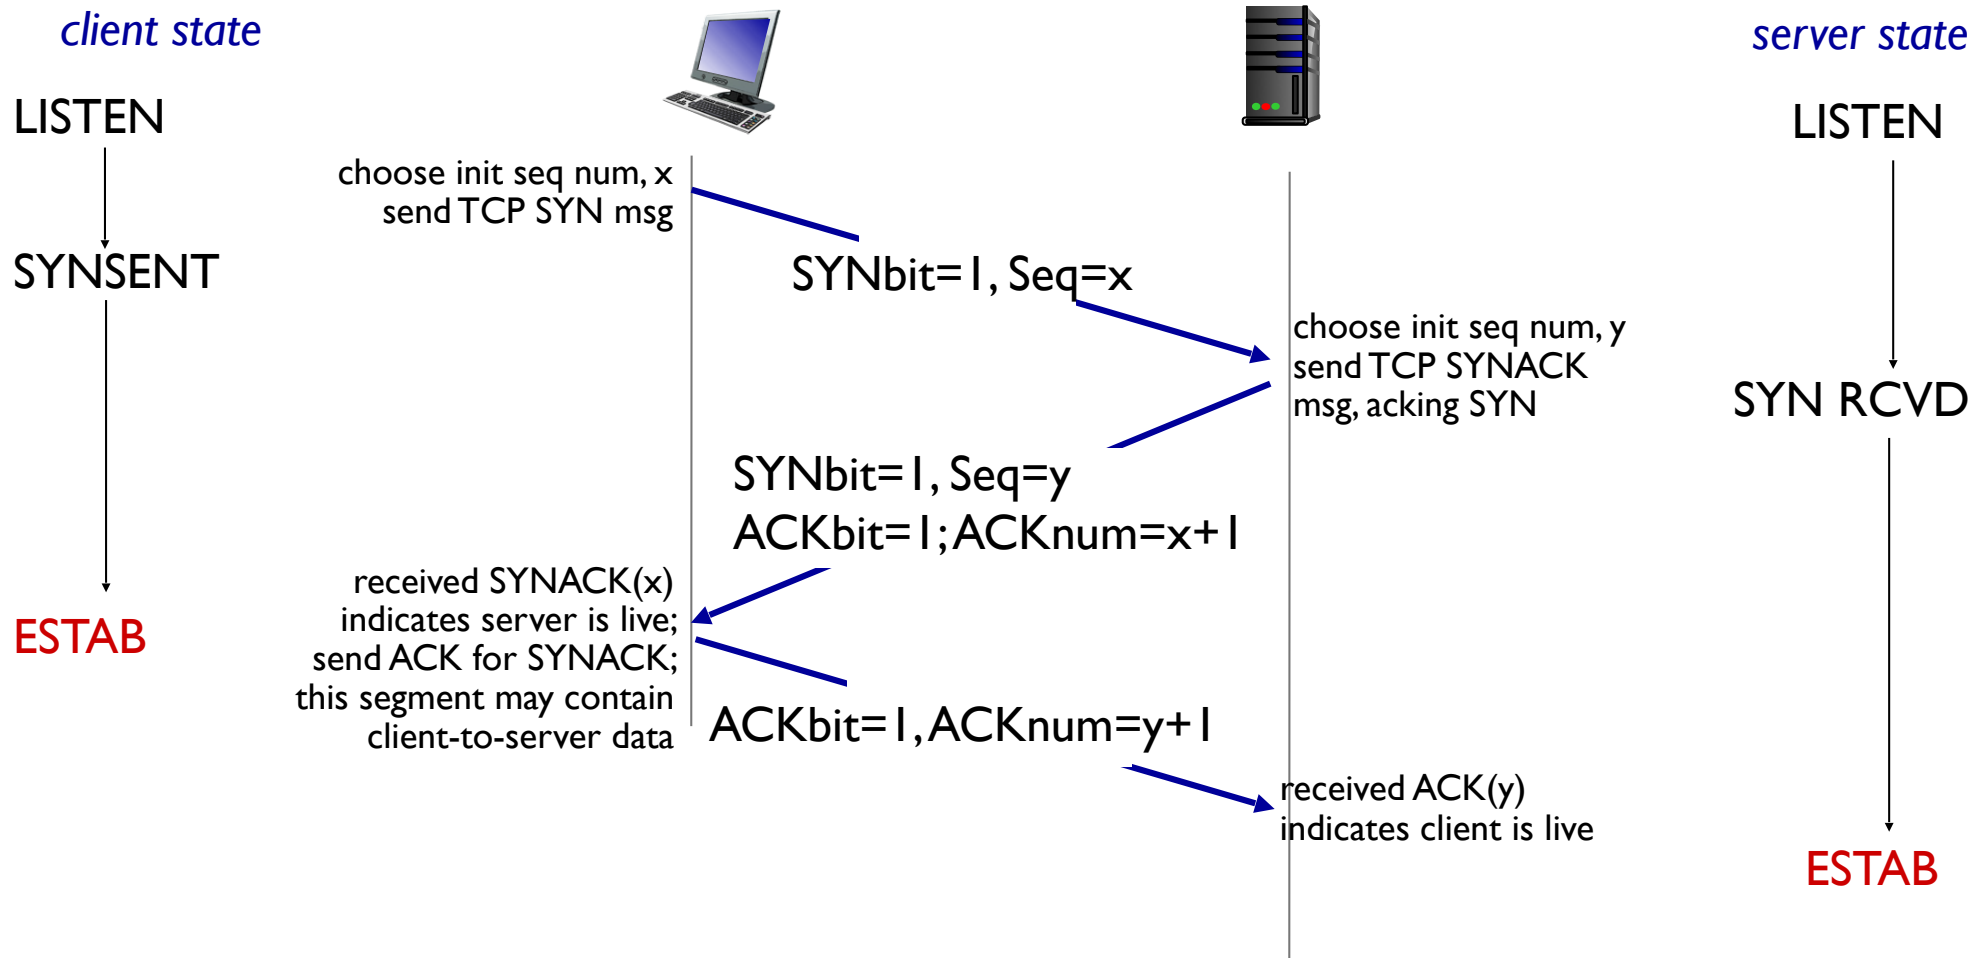 client state
server state
LISTEN
LISTEN
choose init seq num, x
send TCP SYN msg
SYNSENT
SYNbit=1, Seq=x
choose init seq num, y
send TCP SYNACK
msg, acking SYN
SYN RCVD
SYNbit=1, Seq=y
ACKbit=1; ACKnum=x+1
received SYNACK(x)
indicates server is live;
send ACK for SYNACK;
this segment may contain
client-to-server data
ESTAB
ACKbit=1, ACKnum=y+1
received ACK(y)
indicates client is live
ESTAB